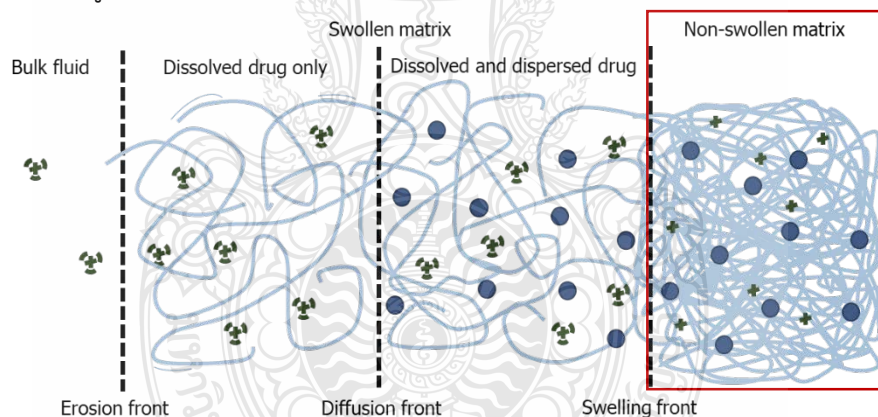 Swollen matrix
Non-swollen matrix
Bulk fluid
Dissolved drug only
Dissolved and dispersed drug
Erosion front
Diffusion front
Swelling front